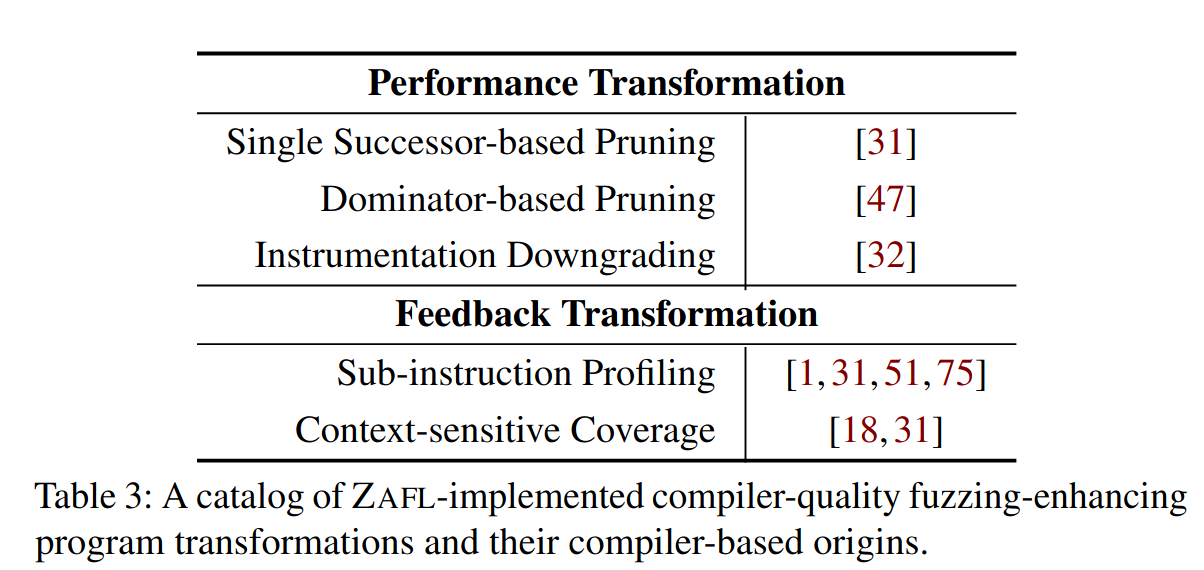 Performance Transformation
Single Successor-based Pruning [31]
Dominator-based Pruning [47]
Instrumentation Downgrading [32]
Feedback Transformation
Sub-instruction Profiling [1, 31, 51, 75]
Context-sensitive Coverage [18, 31]
Table 3: A catalog of ZAFL-implemented compiler-quality fuzzing-enhancing
program transformations and their compiler-based origins.